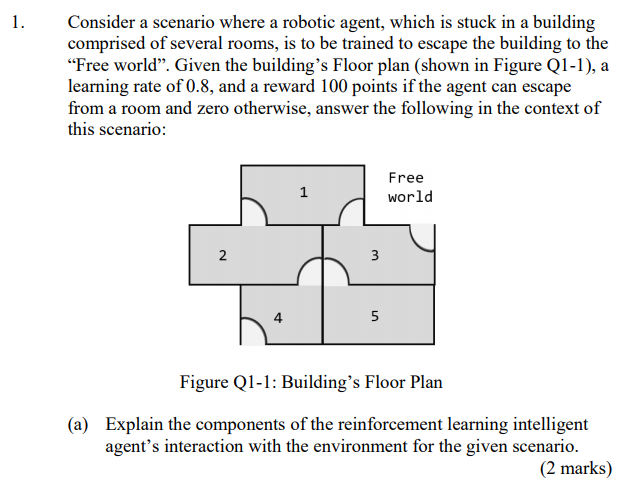 1. Consider a scenario where a robotic agent, which is stuck in a building
comprised of several rooms, is to be trained to escape the building to the
“Free world”. Given the building’s Floor plan (shown in Figure Q1-1), a
learning rate of 0.8, and a reward 100 points if the agent can escape
from a room and zero otherwise, answer the following in the context of
this scenario:
Free
1
world
2
3
4
5
Figure Q1-1: Building’s Floor Plan
(a) Explain the components of the reinforcement learning intelligent
agent’s interaction with the environment for the given scenario.
(2 marks)